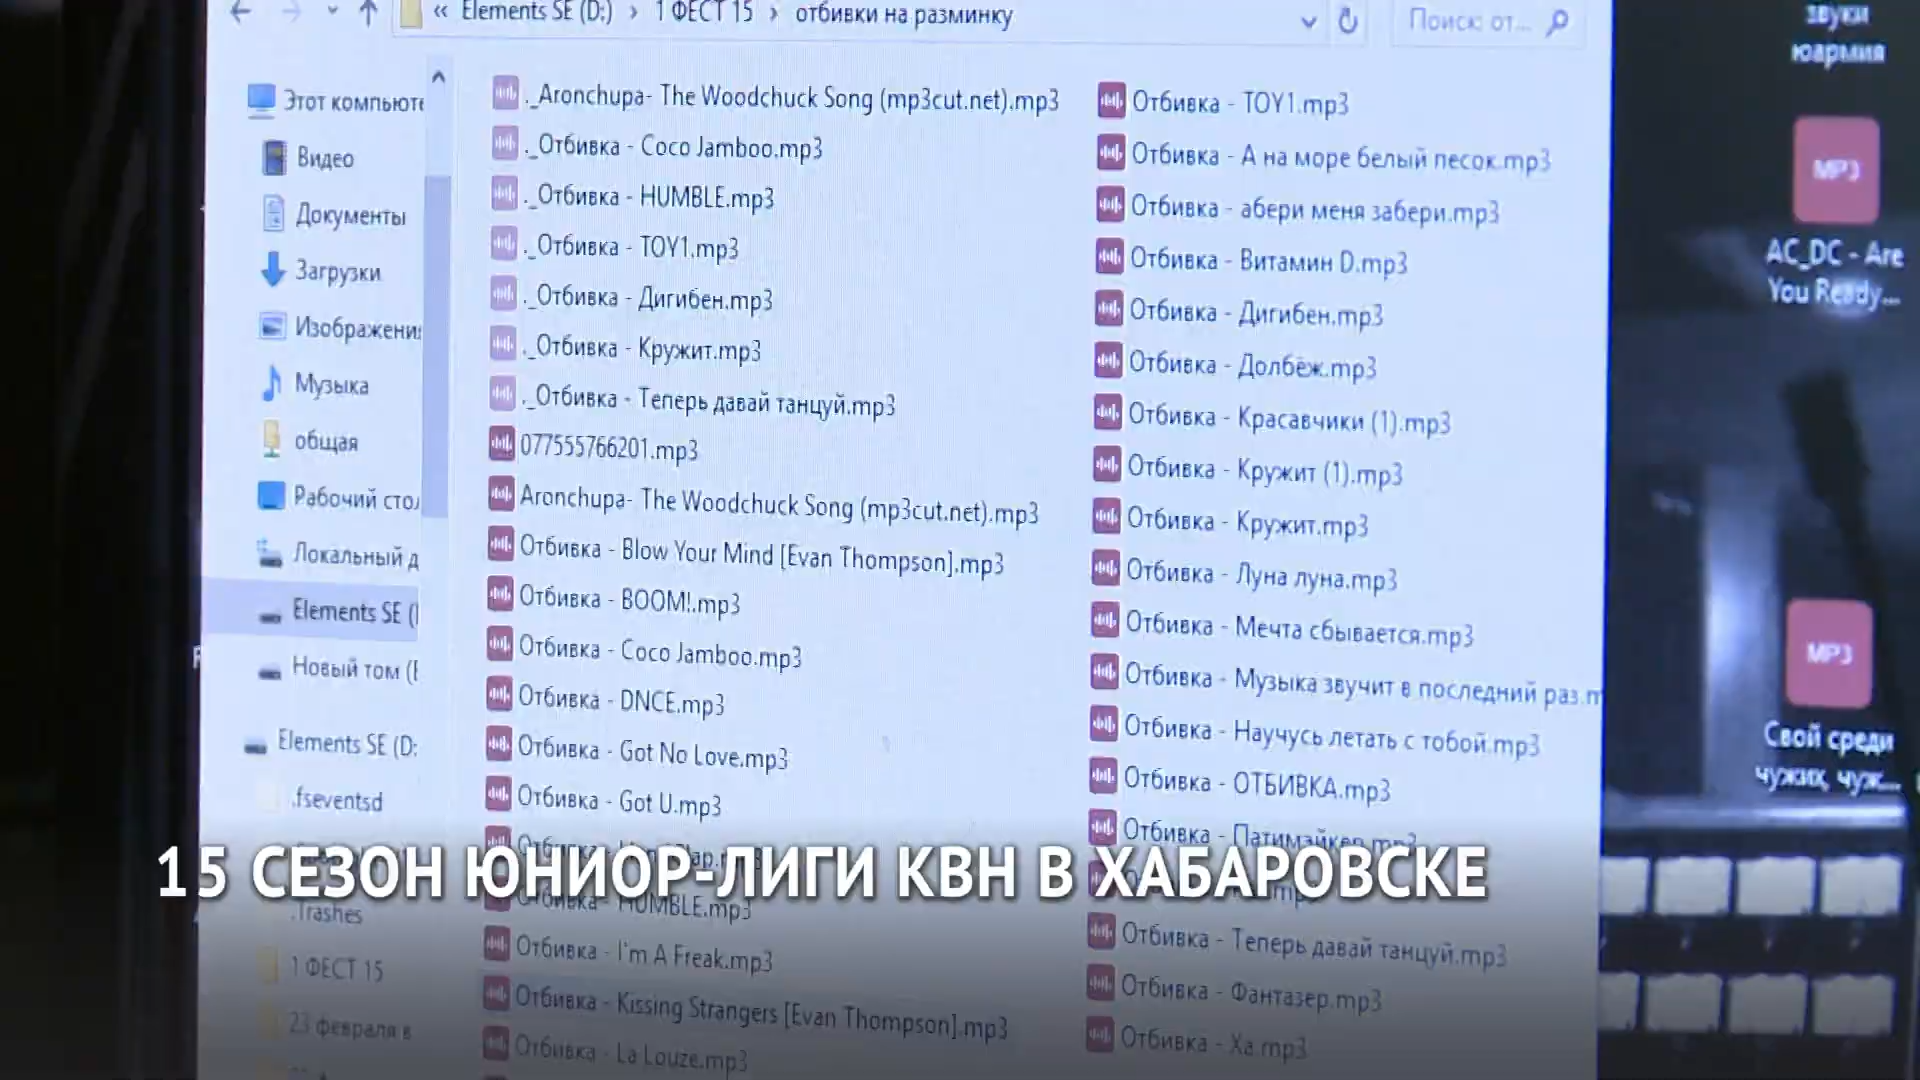 « Elements SE (D:) › 1 ФЕСТ 15 › отбивки на разминку
Поиск: от...
Этот компьюте
Видео
Документы
Загрузки
Изображени
Музыка
общая
Рабочий сто
Локальный д
Elements SE (
Новый том (
Elements SE (D:
.fseventsd
.Trashes
1 ФЕСТ 15
23 февраля в
._Aronchupa- The Woodchuck Song (mp3cut.net).mp3
._Отбивка - Coco Jamboo.mp3
._Отбивка - HUMBLE.mp3
._Отбивка - TOY1.mp3
._Отбивка - Дигибен.mp3
._Отбивка - Кружит.mp3
._Отбивка - Теперь давай танцуй.mp3
077555766201.mp3
Aronchupa- The Woodchuck Song (mp3cut.net).mp3
Отбивка - Blow Your Mind [Evan Thompson].mp3
Отбивка - BOOM!.mp3
Отбивка - Coco Jamboo.mp3
Отбивка - DNCE.mp3
Отбивка - Got No Love.mp3
Отбивка - Got U.mp3
Отбивка - HUMBLE.mp3
Отбивка - I'm A Freak.mp3
Отбивка - Kissing Strangers [Evan Thompson].mp3
Отбивка - La Louze.mp3
Отбивка - TOY1.mp3
Отбивка - А на море белый песок.mp3
Отбивка - абери меня забери.mp3
Отбивка - Витамин D.mp3
Отбивка - Дигибен.mp3
Отбивка - Долбёж.mp3
Отбивка - Красавчики (1).mp3
Отбивка - Кружит (1).mp3
Отбивка - Кружит.mp3
Отбивка - Луна луна.mp3
Отбивка - Мечта сбывается.mp3
Отбивка - Музыка звучит в последний раз.m
Отбивка - Научусь летать с тобой.mp3
Отбивка - ОТБИВКА.mp3
Отбивка - Патимэйкер.mp3
Отбивка - Теперь давай танцуй.mp3
Отбивка - Фантазер.mp3
Отбивка - Ха.mp3
звуки
юармия
MP3
AC_DC - Are
You Ready...
MP3
Свой среди
чужих, чуж...
15 СЕЗОН ЮНИОР-ЛИГИ КВН В ХАБАРОВСКЕ